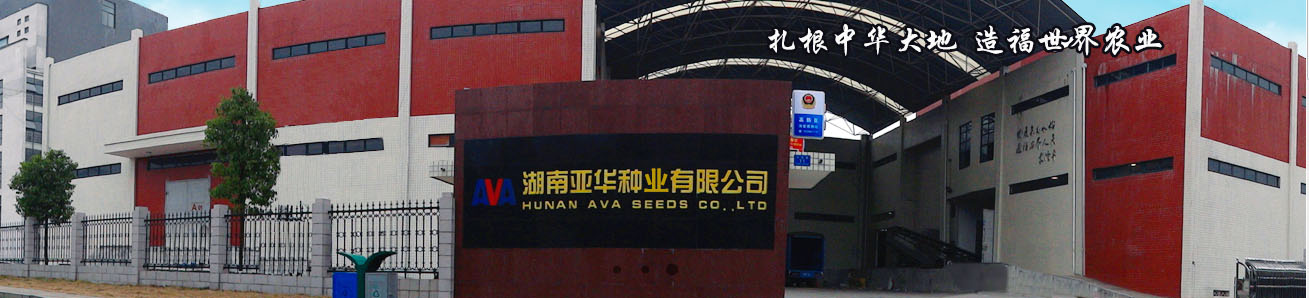 扎根中华大地 造福世界农业
AVA 湖南亚华种业有限公司
HUNAN AVA SEEDS CO.,LTD